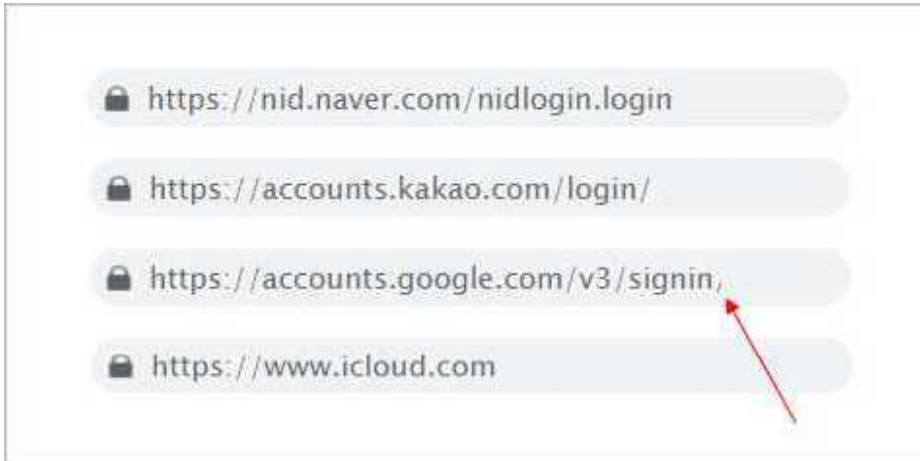 https://nid.naver.com/nidlogin.login
https://accounts.kakao.com/login/
https://accounts.google.com/v3/signin/
https://www.icloud.com